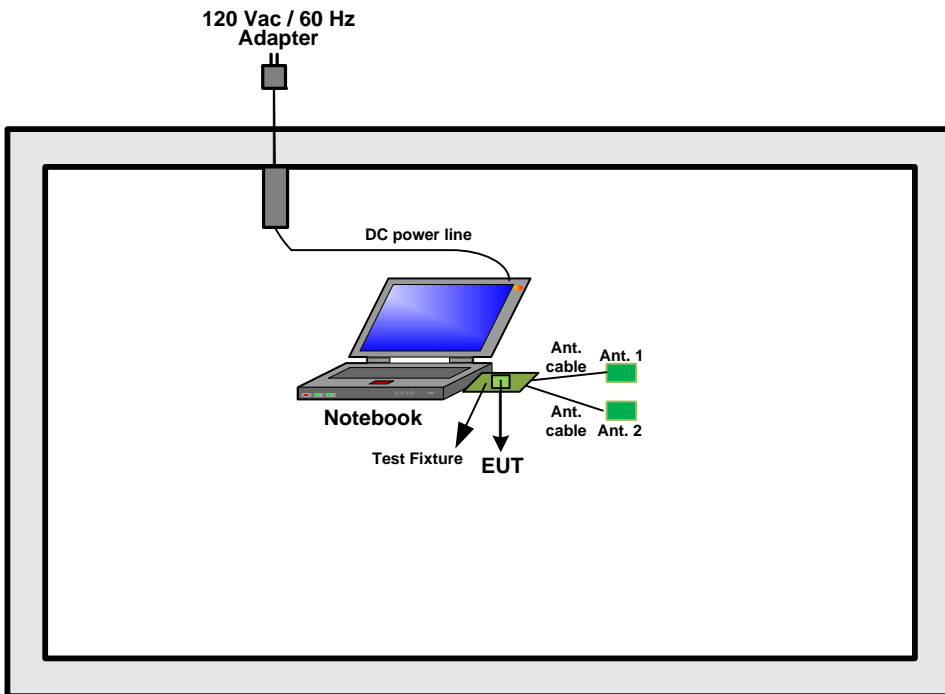 120 Vac / 60 Hz
Adapter
DC power line
Ant.
cable
Ant. 1
Ant.
cable
Ant. 2
Notebook
Test Fixture
EUT